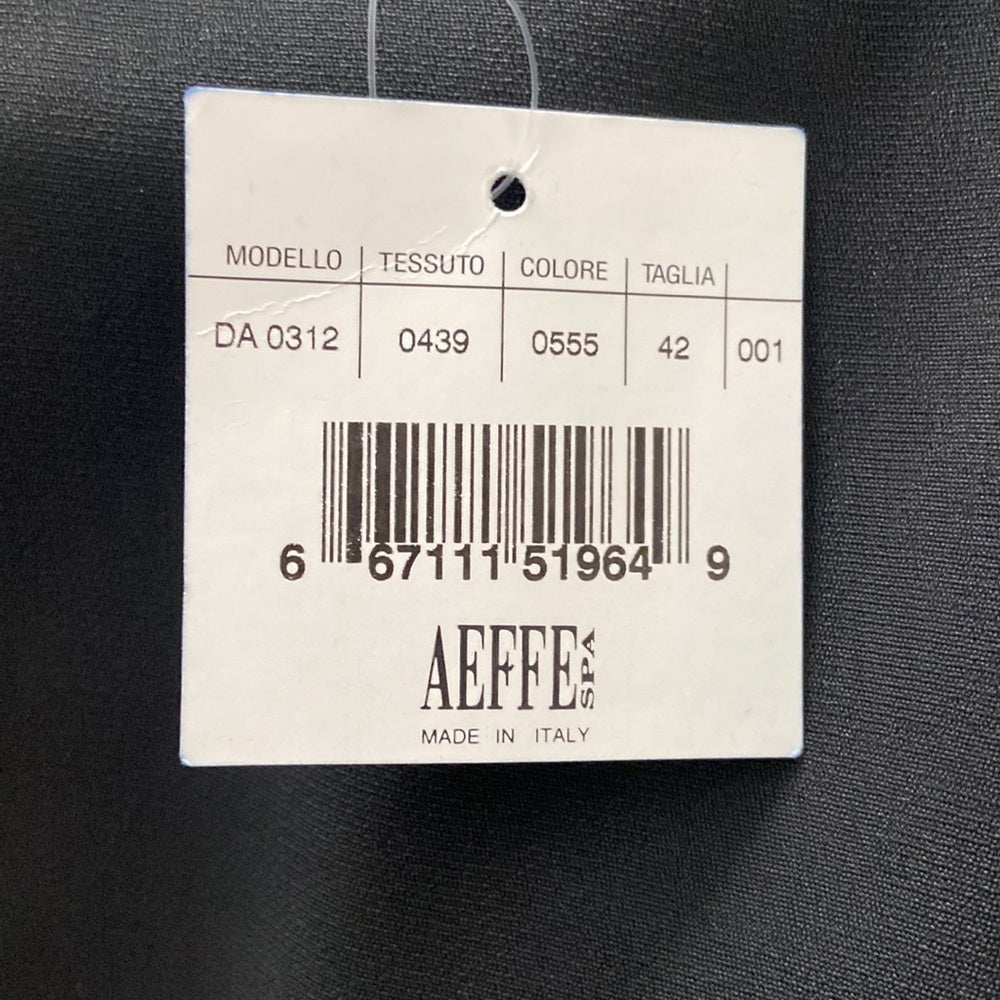 MODELLO TESSUTO COLORE TAGLIA
DA 0312 0439 0555 42 001
6 67111 51964 9
AEFFE SPA
MADE IN ITALY